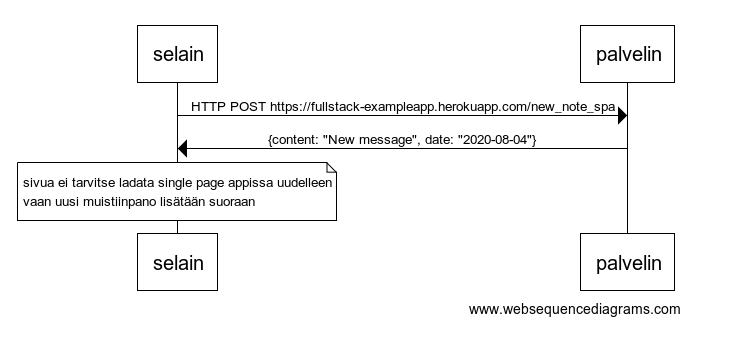 selain
palvelin
HTTP POST https://fullstack-exampleapp.herokuapp.com/new_note_spa
{content: "New message", date: "2020-08-04"}
sivua ei tarvitse ladata single page appissa uudelleen
vaan uusi muistiinpano lisätään suoraan
selain
palvelin
www.websequencediagrams.com